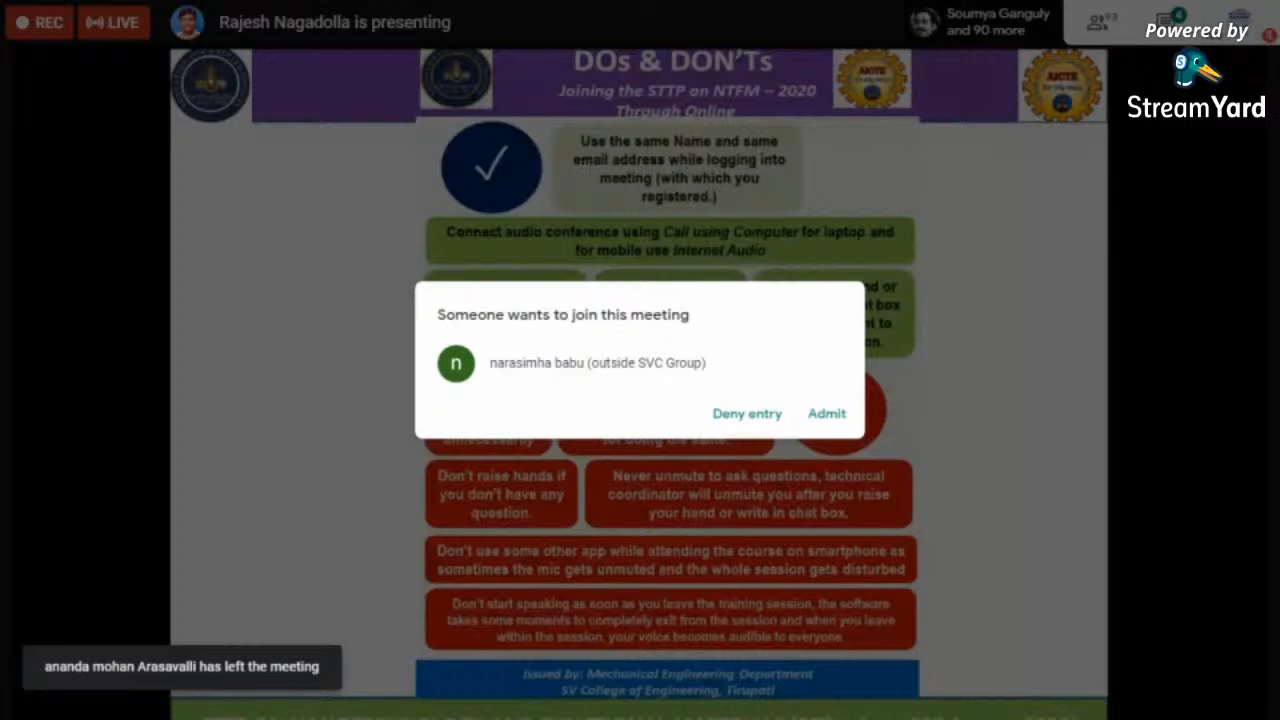 REC
LIVE
Rajesh Nagadolla is presenting
Soumya Ganguly
and 90 more
93
4
Powered by
StreamYard
DOs & DON'Ts
Joining the STTP on NTFM – 2020
Through Online
AICTE
AICTE
Use the same Name and same
email address while logging into
meeting (with which you
registered.)
Connect audio conference using Call using Computer for laptop and
for mobile use Internet Audio
Someone wants to join this meeting
n
narasimha babu (outside SVC Group)
Deny entry
Admit
unnecessarily
for doing the same.
Don't raise hands if
you don't have any
question.
Never unmute to ask questions, technical
coordinator will unmute you after you raise
your hand or write in chat box.
Don't use some other app while attending the course on smartphone as
sometimes the mic gets unmuted and the whole session gets disturbed
Don't start speaking as soon as you leave the training session, the software
takes some moments to completely exit from the session and when you leave
within the session, your voice becomes audible to everyone
ananda mohan Arasavalli has left the meeting
Issued by: Mechanical Engineering Department
SV College of Engineering, Tirupati